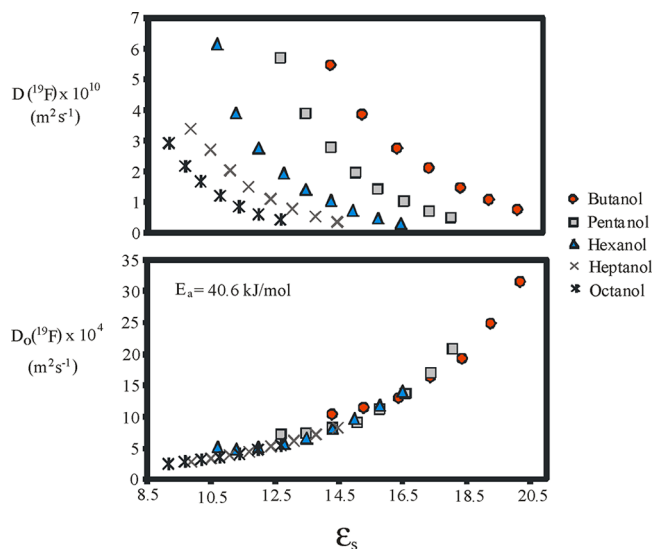 7
6
5
4
3
2
1
0
D (¹⁹F) x 10¹⁰
(m² s⁻¹)
Butanol
Pentanol
Hexanol
Heptanol
Octanol
35
30
25
20
15
10
5
0
Eₐ = 40.6 kJ/mol
Dₒ(¹⁹F) x 10⁴
(m²s⁻¹)
8.5 10.5 12.5 14.5 16.5 18.5 20.5
εₛ